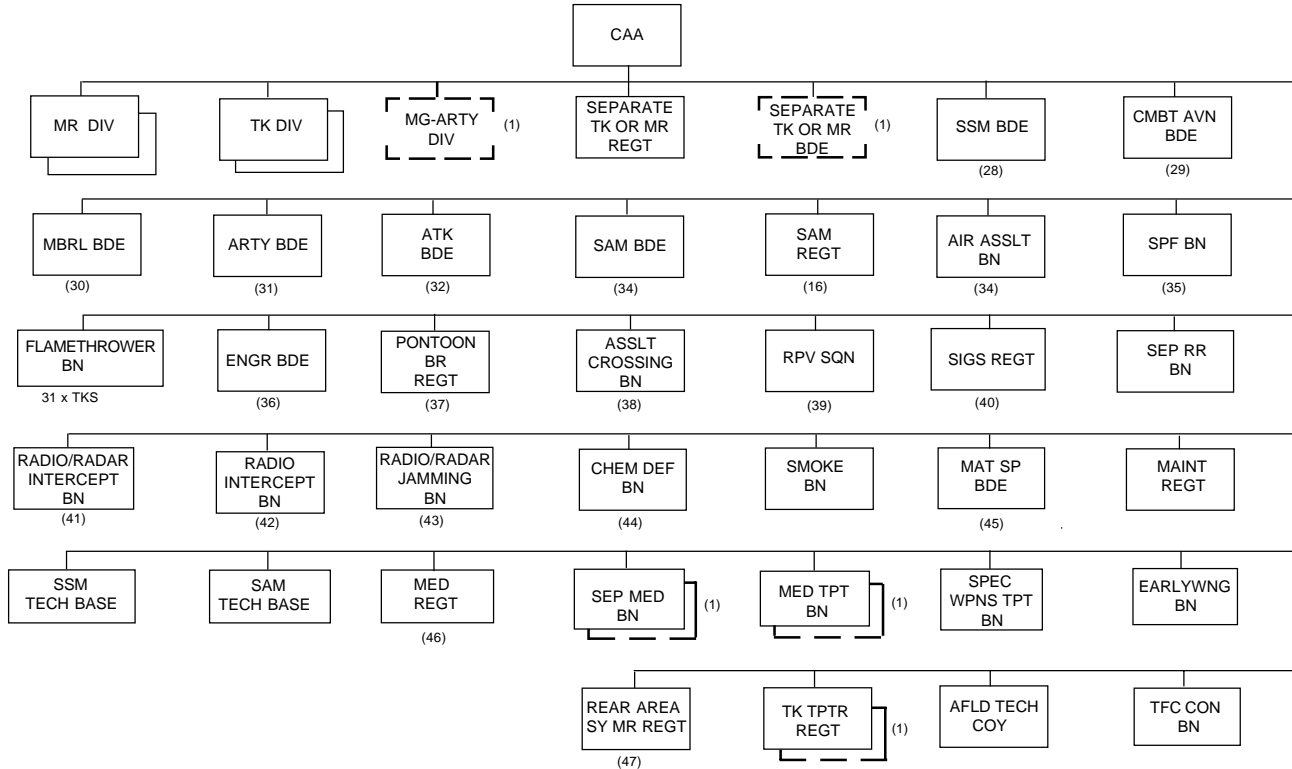 CAA
MR DIV
TK DIV
MG-ARTY
DIV
(1)
SEPARATE
TK OR MR
REGT
SEPARATE
TK OR MR
BDE
(1)
SSM BDE
(28)
CMBT AVN
BDE
(29)
MBRL BDE
(30)
ARTY BDE
(31)
ATK
BDE
(32)
SAM BDE
(34)
SAM
REGT
(16)
AIR ASSLT
BN
(34)
SPF BN
(35)
FLAMETHROWER
BN
31 x TKS
ENGR BDE
(36)
PONTOON
BR
REGT
(37)
ASSLT
CROSSING
BN
(38)
RPV SQN
(39)
SIGS REGT
(40)
SEP RR
BN
RADIO/RADAR
INTERCEPT
BN
(41)
RADIO
INTERCEPT
BN
(42)
RADIO/RADAR
JAMMING
BN
(43)
CHEM DEF
BN
(44)
SMOKE
BN
MAT SP
BDE
(45)
MAINT
REGT
SSM
TECH BASE
SAM
TECH BASE
MED
REGT
(46)
SEP MED
BN
(1)
MED TPT
BN
(1)
SPEC
WPNS TPT
BN
EARLYWNG
BN
REAR AREA
SY MR REGT
(47)
TK TPTR
REGT
(1)
AFLD TECH
COY
TFC CON
BN